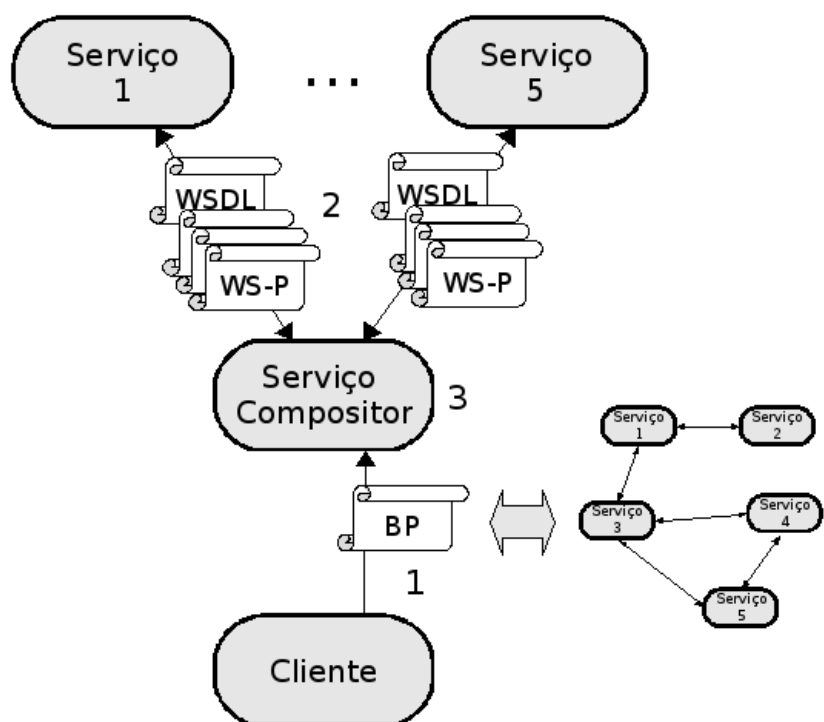 Serviço
1
...
Serviço
5
WSDL
2
WSDL
WS-P
WS-P
Serviço
Compositor
3
Serviço
1
Serviço
2
BP
Serviço
3
Serviço
4
1
Serviço
5
Cliente